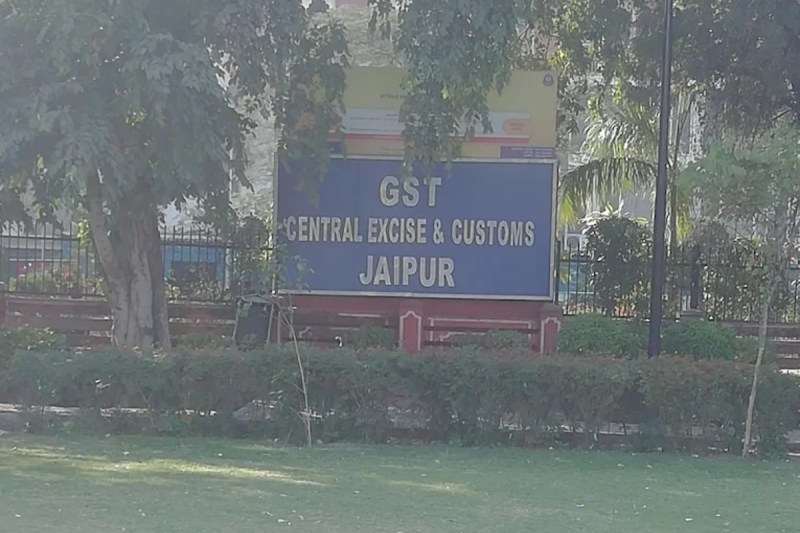 GST
CENTRAL EXCISE & CUSTOMS
JAIPUR